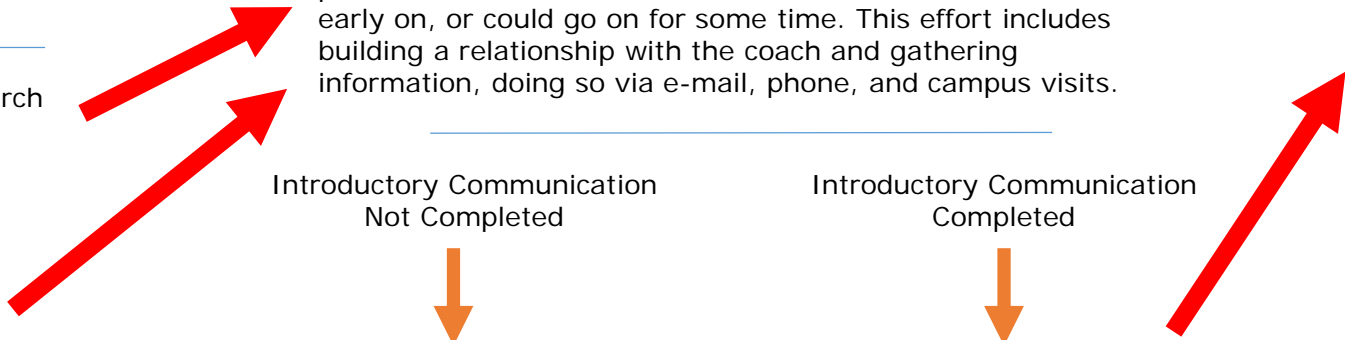 early on, or could go on for some time. This effort includes
building a relationship with the coach and gathering
information, doing so via e-mail, phone, and campus visits.
rch
Introductory Communication
Not Completed
Introductory Communication
Completed